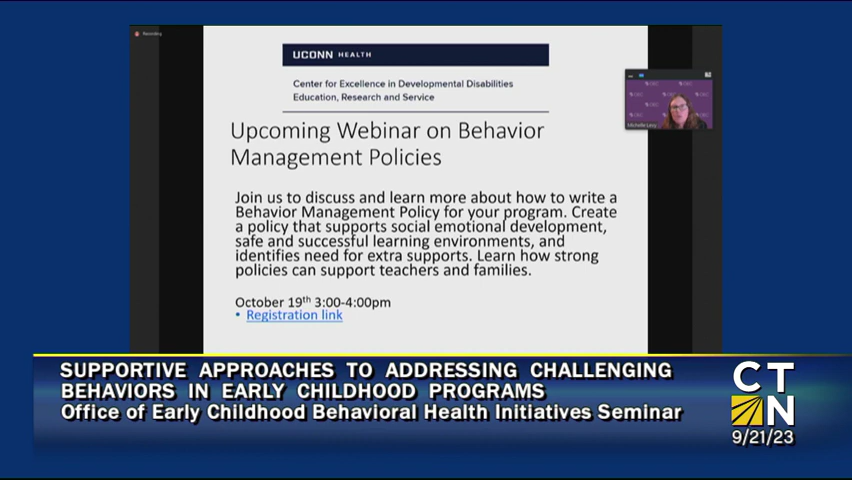 Recording
UCONN HEALTH
Center for Excellence in Developmental Disabilities
Education, Research and Service
Upcoming Webinar on Behavior
Management Policies
Join us to discuss and learn more about how to write a
Behavior Management Policy for your program. Create
a policy that supports social emotional development,
safe and successful learning environments, and
identifies need for extra supports. Learn how strong
policies can support teachers and families.
October 19th 3:00-4:00pm
• Registration link
Michelle Levy
SUPPORTIVE APPROACHES TO ADDRESSING CHALLENGING
BEHAVIORS IN EARLY CHILDHOOD PROGRAMS
Office of Early Childhood Behavioral Health Initiatives Seminar
CT
N
9/21/23